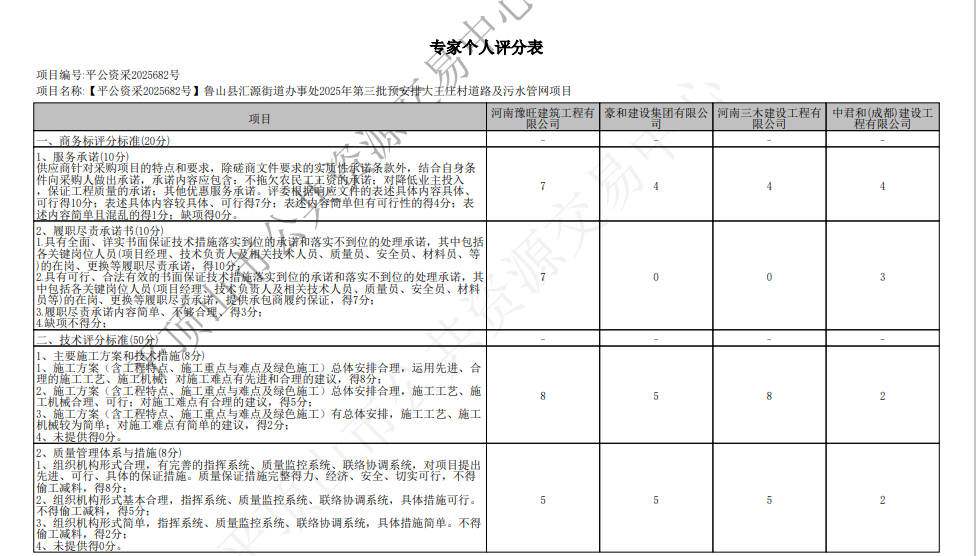 专家个人评分表
项目编号:平公资采2025682号
项目名称:【平公资采2025682号】鲁山县汇源街道办事处2025年第三批预安排大王庄村道路及污水管网项目
项目
河南豫旺建筑工程有
限公司
豪和建设集团有限公
司
河南三木建设工程有
限公司
中君和(成都)建设工
程有限公司
一、商务标评分标准(20分)
-
-
-
-
1、服务承诺(10分)
供应商针对采购项目的特点和要求，除磋商文件要求的实质性承诺条款外，结合自身条
件向采购人做出承诺，承诺内容应包含：不拖欠农民工工资的承诺；对降低业主投入
，保证工程质量的承诺；其他优惠服务承诺。评委根据响应文件的表述具体内容具体、
可行得10分；表述具体内容较具体、可行得7分；表述内容简单但有可行性的得4分；表
述内容简单且混乱的得1分；缺项得0分。
7
4
4
4
2、履职尽责承诺书(10分)
1.具有全面、详实书面保证技术措施落实到位的承诺和落实不到位的处理承诺，其中包括
各关键岗位人员(项目经理、技术负责人及相关技术人员、质量员、安全员、材料员、等
)的在岗、更换等履职尽责承诺，得10分；
2.具有可行、合法有效的书面保证技术措施落实到位的承诺和落实不到位的处理承诺，其
中包括各关键岗位人员(项目经理、技术负责人及相关技术人员、质量员、安全员、材料
员等)的在岗、更换等履职尽责承诺，提供承包商履约保证，得7分；
3.履职尽责承诺内容简单、不够合理、得3分；
4.缺项不得分；
7
0
0
3
二、技术评分标准(50分)
-
-
-
-
1、主要施工方案和技术措施(8分)
1、施工方案（含工程特点、施工重点与难点及绿色施工）总体安排合理，运用先进、合
理的施工工艺、施工机械；对施工难点有先进和合理的建议，得8分；
2、施工方案（含工程特点、施工重点与难点及绿色施工）总体安排合理，施工工艺、施
工机械合理、可行；对施工难点有合理的建议，得5分；
3、施工方案（含工程特点、施工重点与难点及绿色施工）有总体安排，施工工艺、施工
机械较为简单；对施工难点有简单的建议，得2分；
4、未提供得0分。
8
5
8
2
2、质量管理体系与措施(8分)
1、组织机构形式合理，有完善的指挥系统、质量监控系统、联络协调系统，对项目提出
先进、可行、具体的保证措施。质量保证措施完整得力、经济、安全、切实可行，不得
偷工减料，得8分；
2、组织机构形式基本合理，指挥系统、质量监控系统、联络协调系统，具体措施可行。
不得偷工减料，得5分；
3、组织机构形式简单，指挥系统、质量监控系统、联络协调系统，具体措施简单。不得
偷工减料，得2分；
4、未提供得0分。
5
5
5
2
平顶山市公共资源交易中心
平顶山市公共资源交易中心